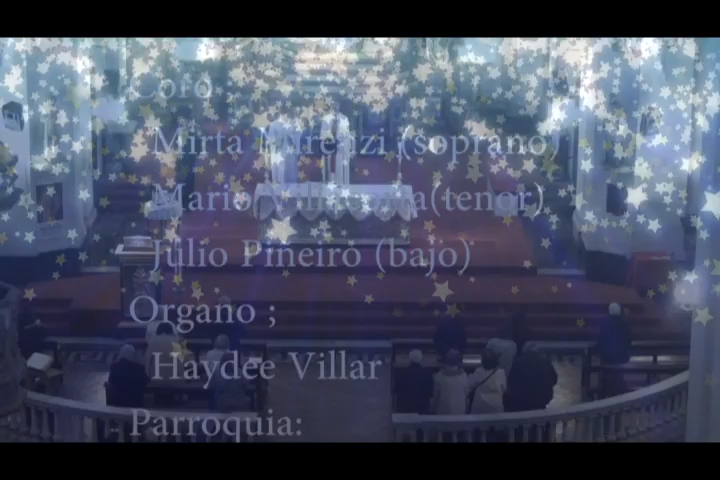 Coro
Mirta (soprano)
Mario (tenor)
Julio Pineiro (bajo)
Organo ;
Haydee Villar
Parroquia: